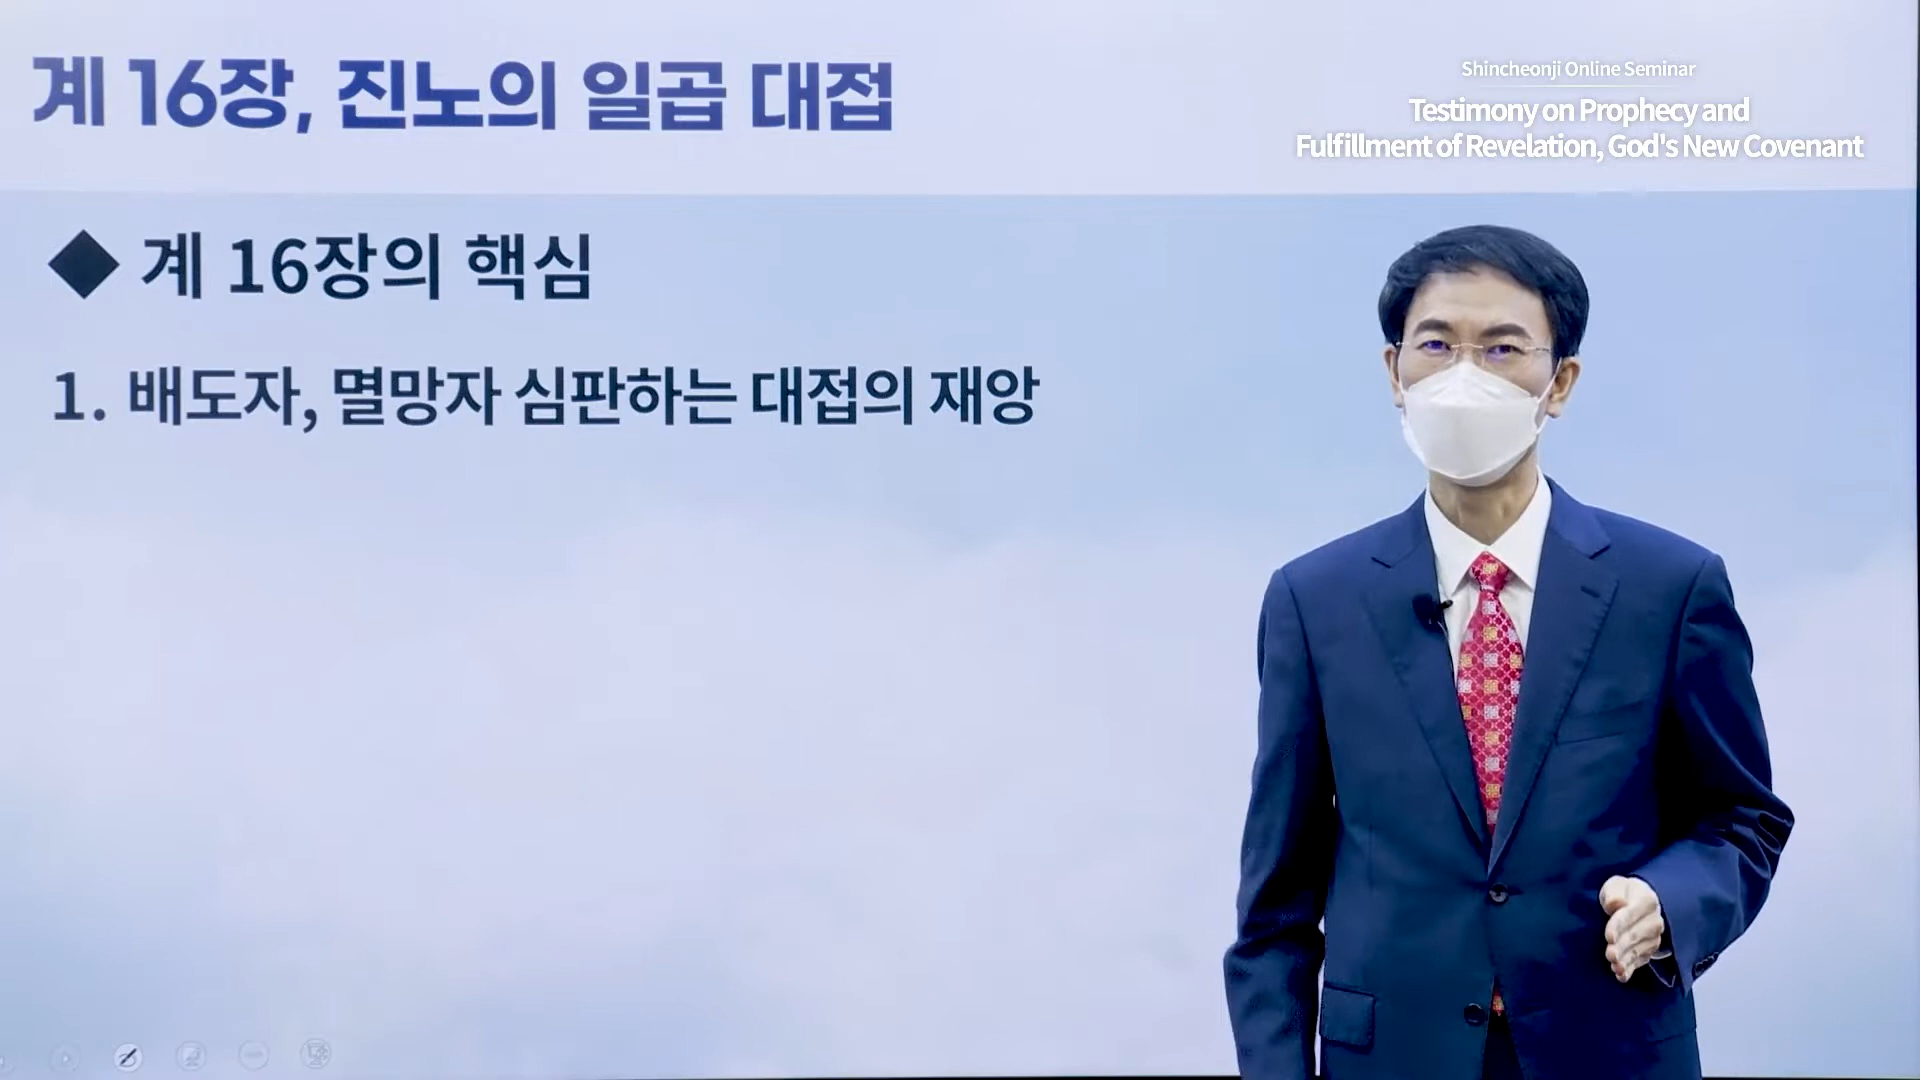 계 16장, 진노의 일곱 대접
Shincheonji Online Seminar
Testimony on Prophecy and
Fulfillment of Revelation, God's New Covenant
◆ 계 16장의 핵심
1. 배도자, 멸망자 심판하는 대접의 재앙